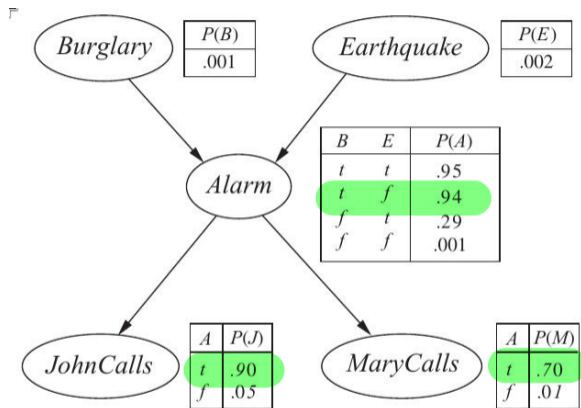 Burglary
P(B)
.001
Earthquake
P(E)
.002
B E P(A)
t t .95
t f .94
f t .29
f f .001
Alarm
JohnCalls
A P(J)
t .90
f .05
MaryCalls
A P(M)
t .70
f .01